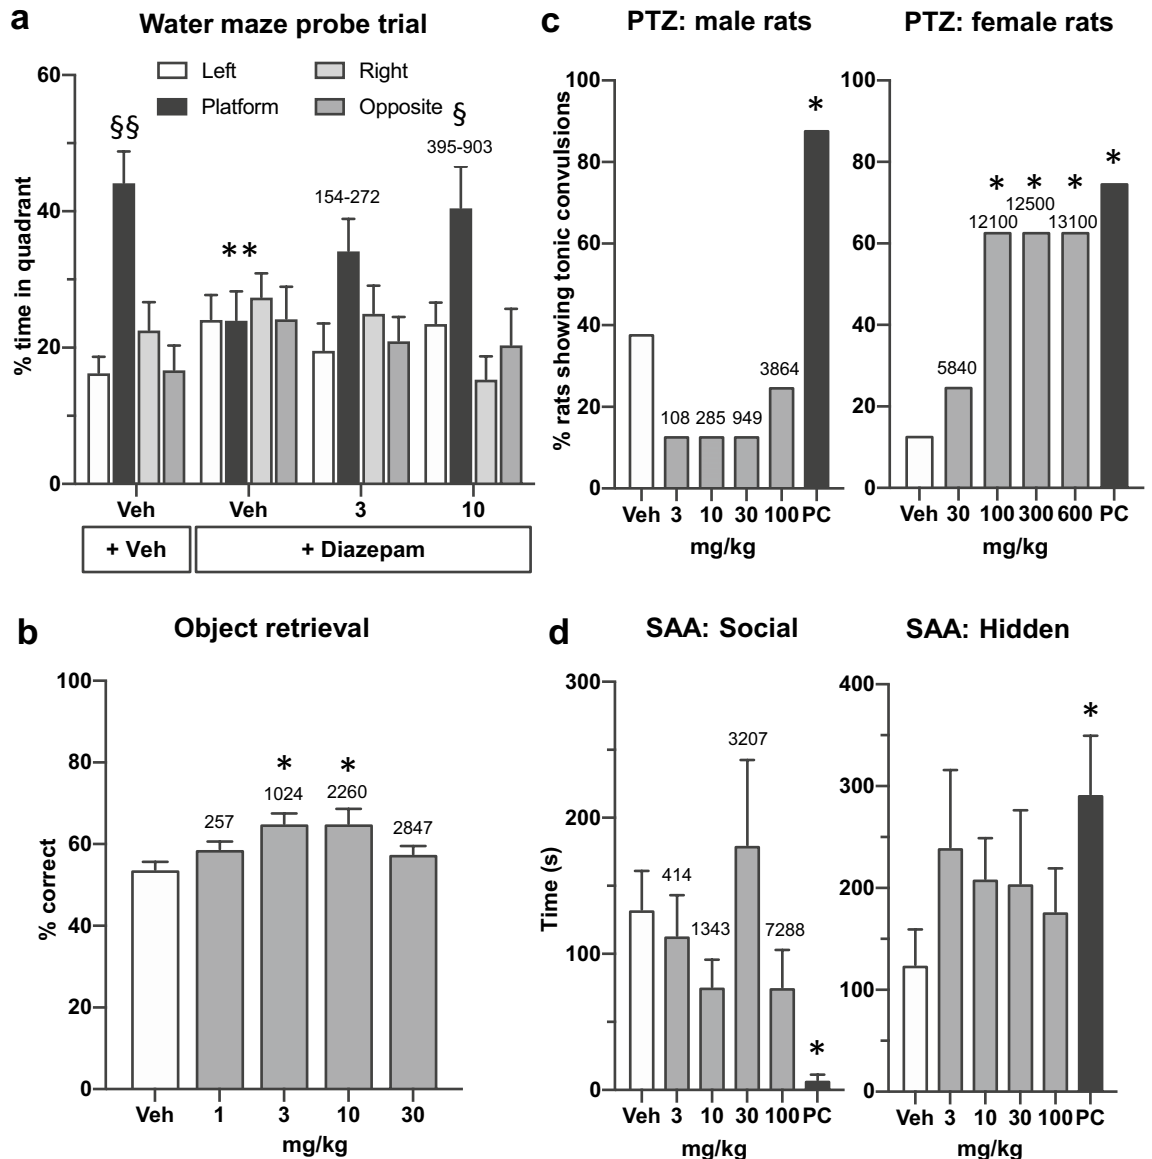 a
Water maze probe trial
Left
Right
Platform
Opposite
60
40
20
0
% time in quadrant
§§
**
154-272
§
395-903
Veh
Veh
3
10
+ Veh
+ Diazepam
c
PTZ: male rats
100
80
60
40
20
0
% rats showing tonic convulsions
108
285
949
3864
*
Veh
3
10
30
100
PC
mg/kg
PTZ: female rats
100
80
60
40
20
0
5840
*
12100
*
12500
*
13100
*
Veh
30
100
300
600
PC
mg/kg
b
Object retrieval
100
80
60
40
20
0
% correct
257
*
1024
*
2260
2847
Veh
1
3
10
30
mg/kg
d
SAA: Social
300
200
100
0
Time (s)
414
1343
3207
7288
*
Veh
3
10
30
100
PC
mg/kg
SAA: Hidden
400
300
200
100
0
*
Veh
3
10
30
100
PC
mg/kg